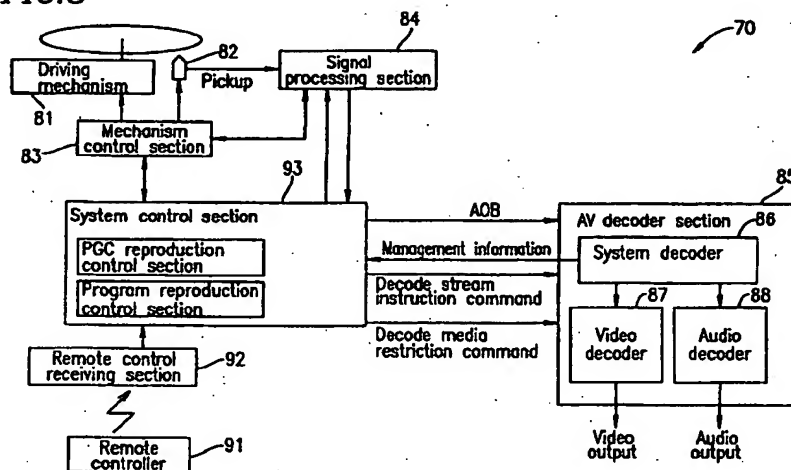 84
82
70
Driving
mechanism
Pickup
Signal
processing section
81
Mechanism
control section
83
93
85
System control section
AOB
AV decoder section
86
PGC reproduction
control section
Management information
System decoder
Program reproduction
control section
Decode stream
instruction command
87
88
Decode media
restriction command
Video
decoder
Audio
decoder
Remote control
receiving section
92
Video
output
Audio
output
Remote
controller
91